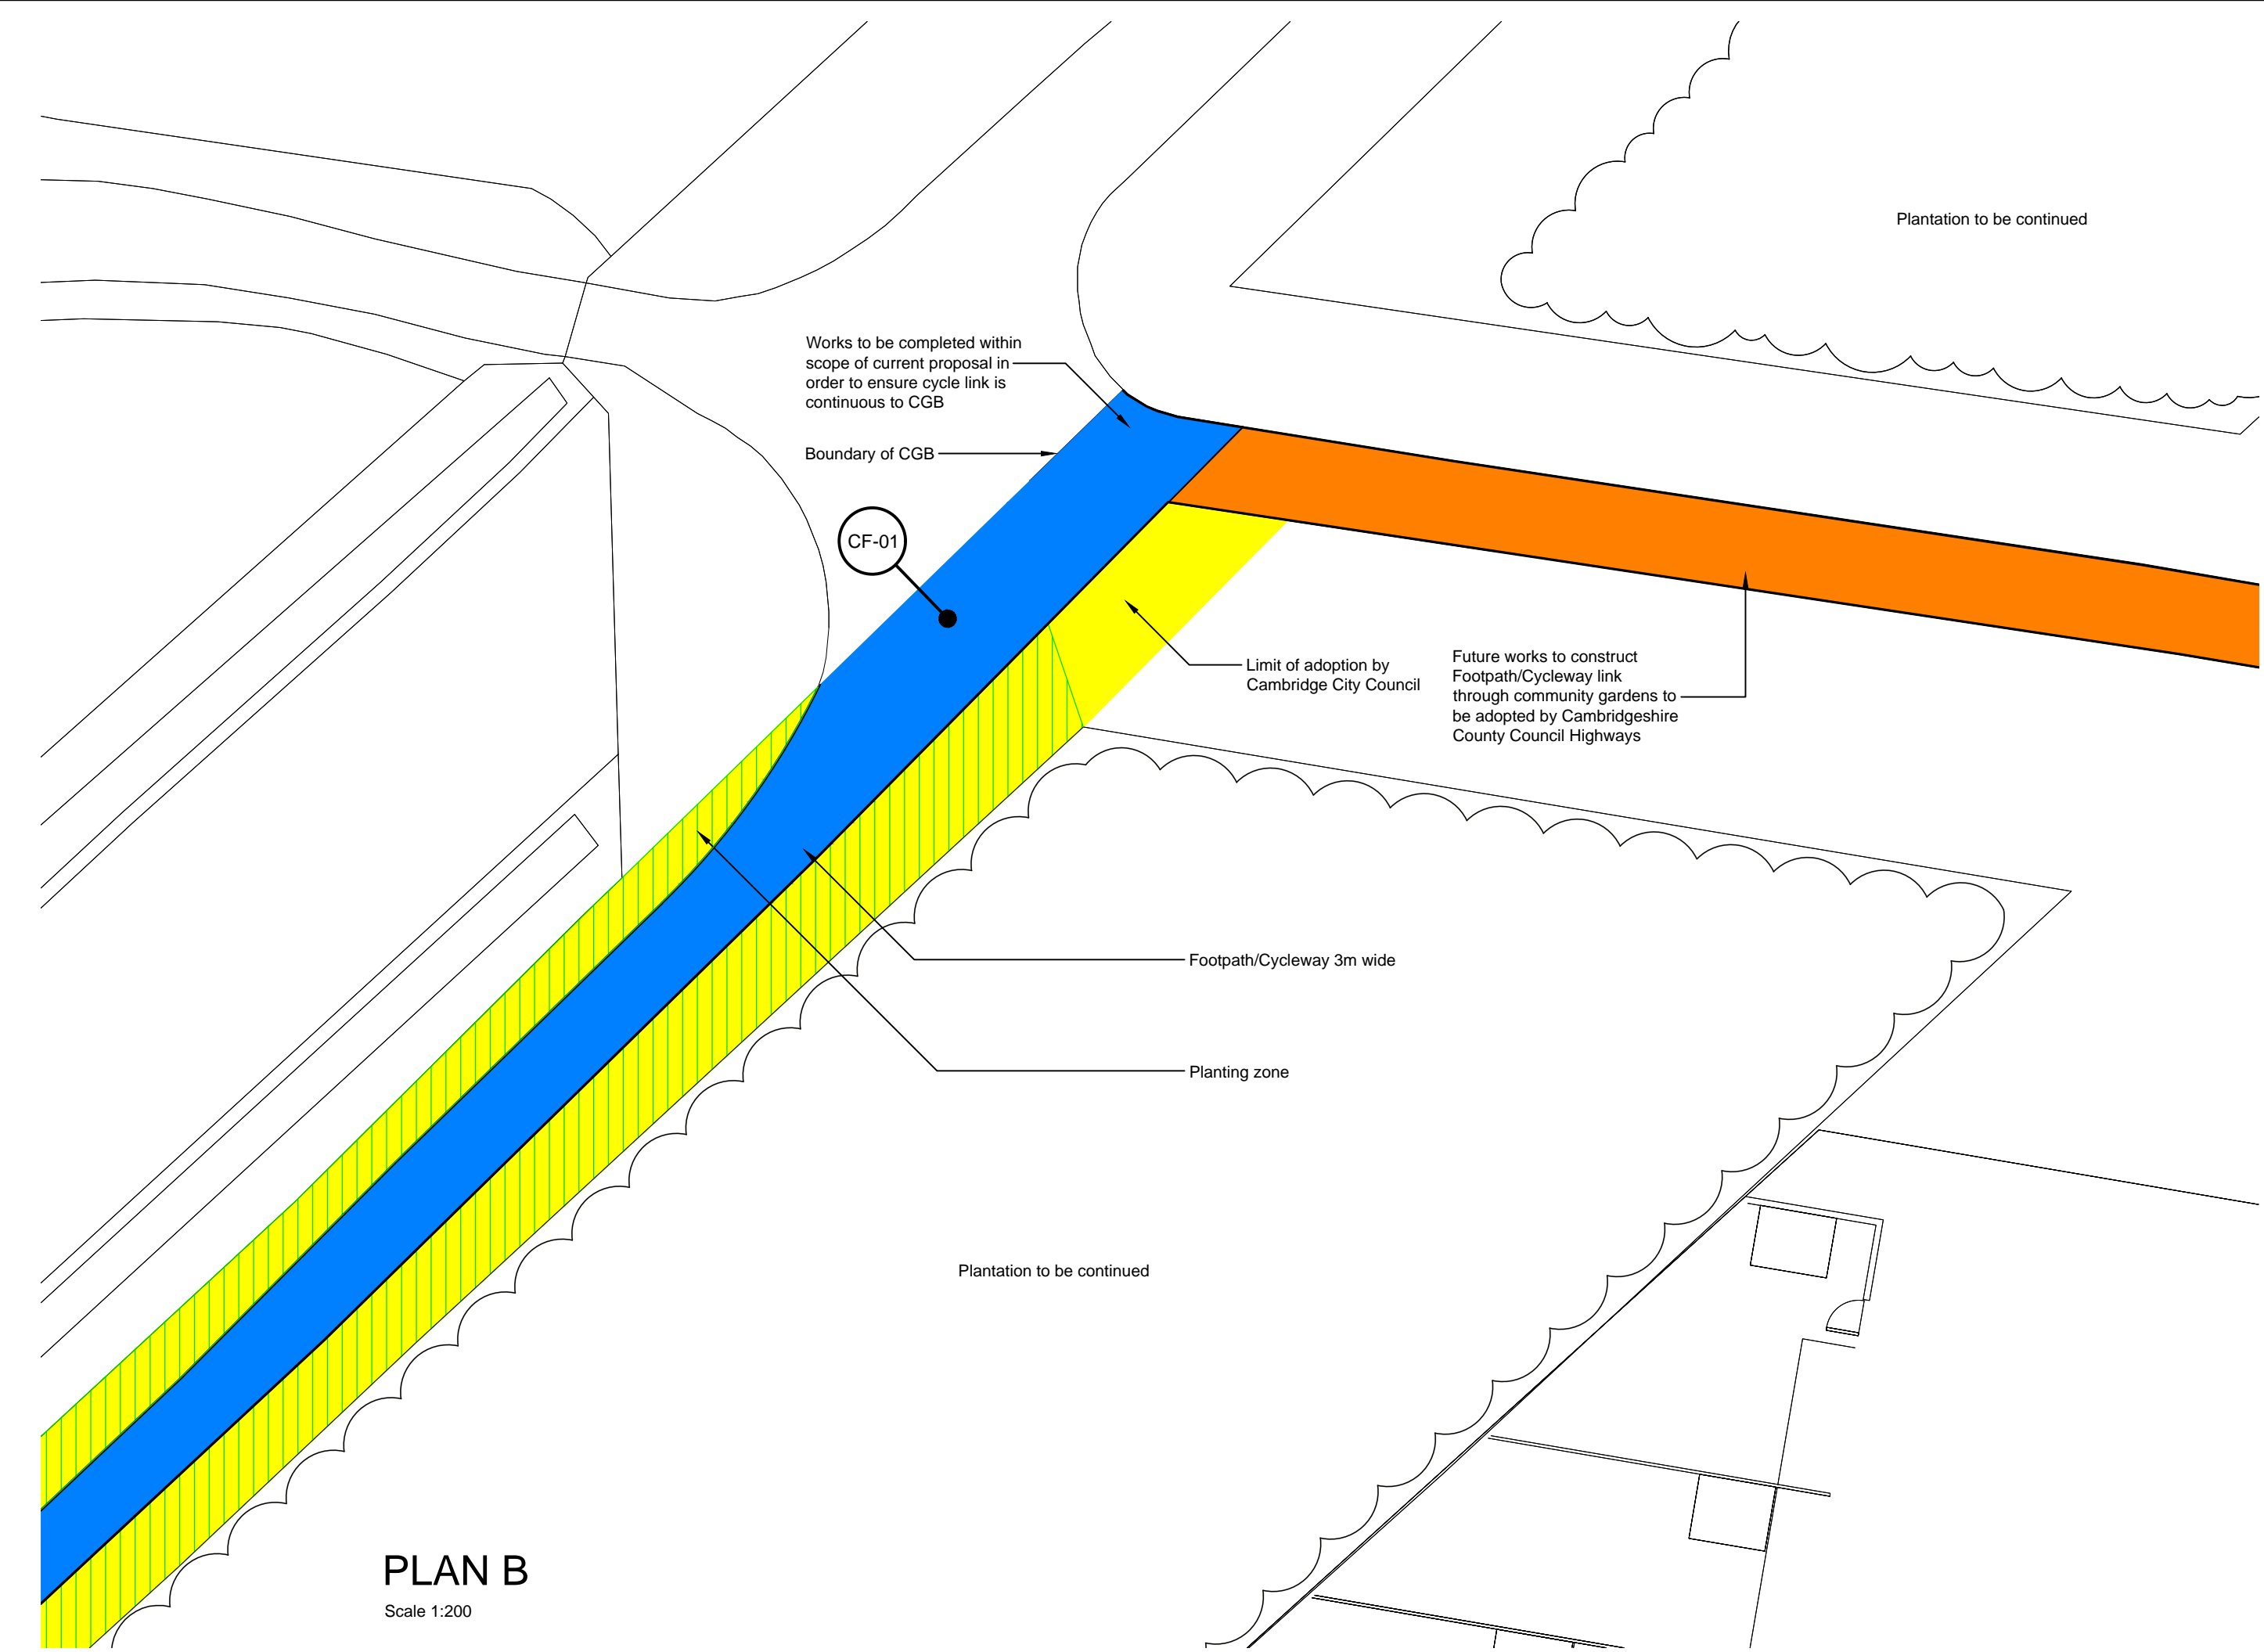 Plantation to be continued
Works to be completed within
scope of current proposal in
order to ensure cycle link is
continuous to CGB
Boundary of CGB
CF-01
Limit of adoption by
Cambridge City Council
Future works to construct
Footpath/Cycleway link
through community gardens to
be adopted by Cambridgeshire
County Council Highways
Footpath/Cycleway 3m wide
Planting zone
Plantation to be continued
PLAN B
Scale 1:200